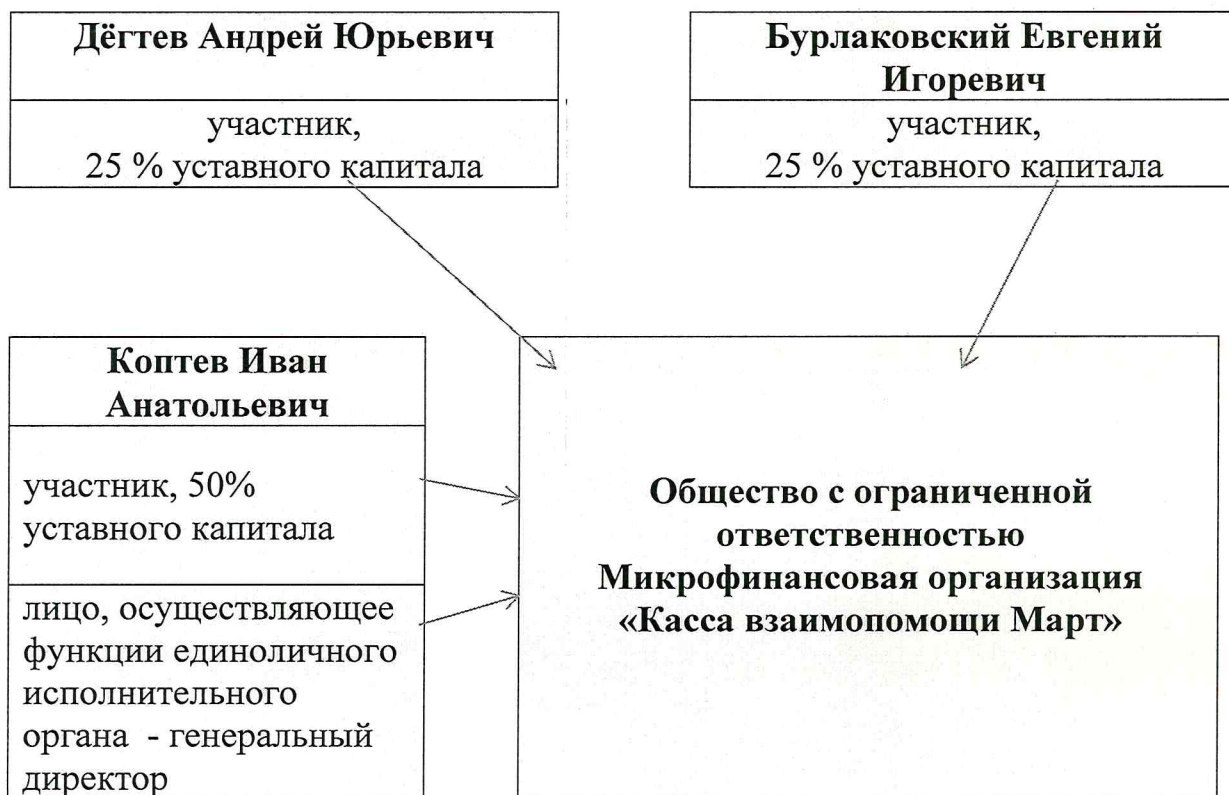 Дёгтев Андрей Юрьевич
участник,
25 % уставного капитала
Бурлаковский Евгений
Игоревич
участник,
25 % уставного капитала
Коптев Иван
Анатольевич
участник, 50%
уставного капитала
лицо, осуществляющее
функции единоличного
исполнительного
органа - генеральный
директор
Общество с ограниченной
ответственностью
Микрофинансовая организация
«Касса взаимопомощи Март»